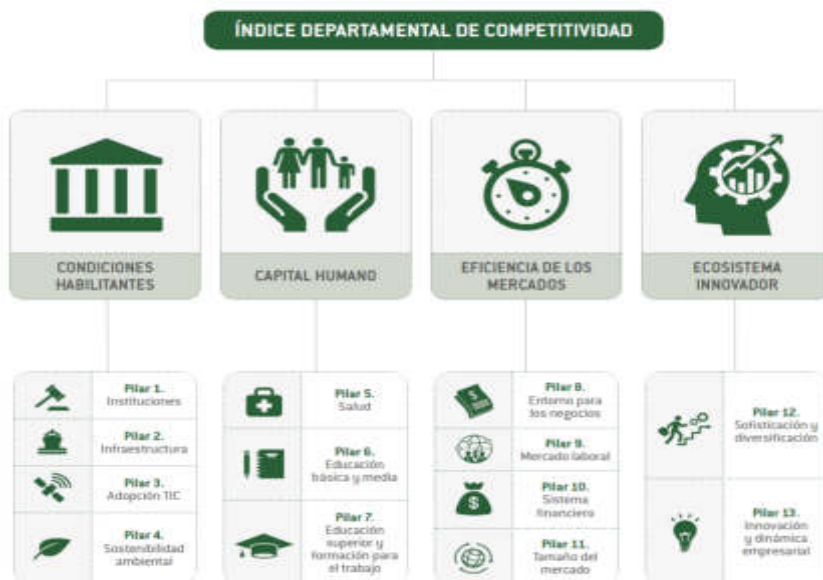 ÍNDICE DEPARTAMENTAL DE COMPETITIVIDAD
CONDICIONES
HABILITANTES
CAPITAL HUMANO
EFICIENCIA DE LOS
MERCADOS
ECOSISTEMA
INNOVADOR
Pilar 1.
Instituciones
Pilar 2.
Infraestructura
Pilar 3.
Adopción TIC
Pilar 4.
Sostenibilidad
ambiental
Pilar 5.
Salud
Pilar 6.
Educación
básica y media
Pilar 7.
Educación
superior y
formación para
el trabajo
Pilar 8.
Entorno para
los negocios
Pilar 9.
Mercado laboral
Pilar 10.
Sistema
financiero
Pilar 11.
Tamaño del
mercado
Pilar 12.
Sofisticación y
diversificación
Pilar 13.
Innovación
y dinámica
empresarial